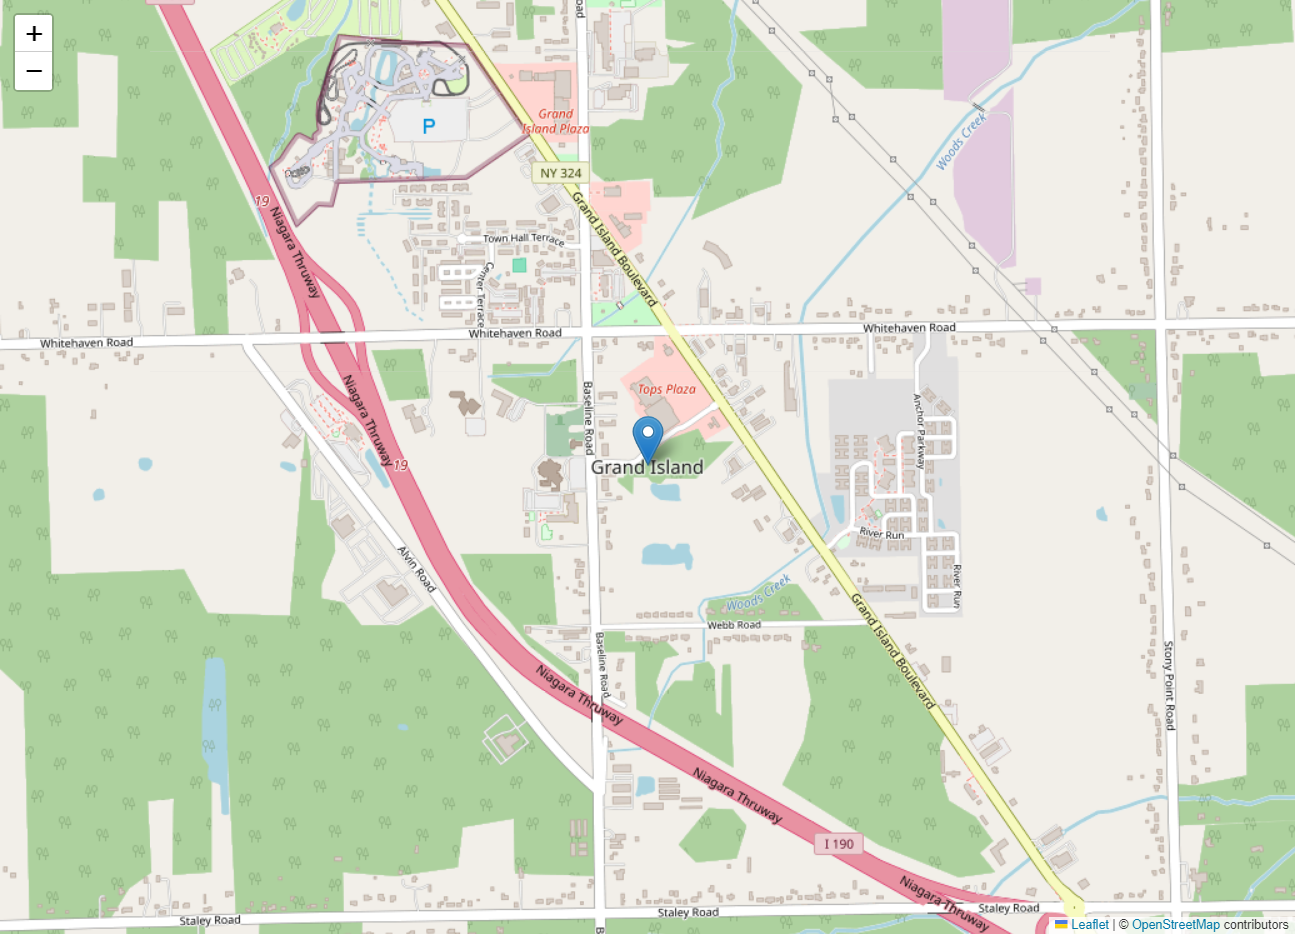 +
−
Road
Grand
Island Plaza
P
Woods Creek
NY 324
19
Niagara Thruway
Grand Island Boulevard
Town Hall Terrace
Center Terrace
Whitehaven Road
Whitehaven Road
Whitehaven Road
Niagara Thruway
Baseline Road
Tops Plaza
Anchor Parkway
19
Grand Island
River Run
Alvin Road
River Run
Woods Creek
Grand Island Boulevard
Webb Road
Baseline Road
Stony Point Road
Niagara Thruway
Niagara Thruway
I 190
Niagara Thruway
Staley Road
Staley Road
Staley Road
B
Leaflet | © OpenStreetMap contributors